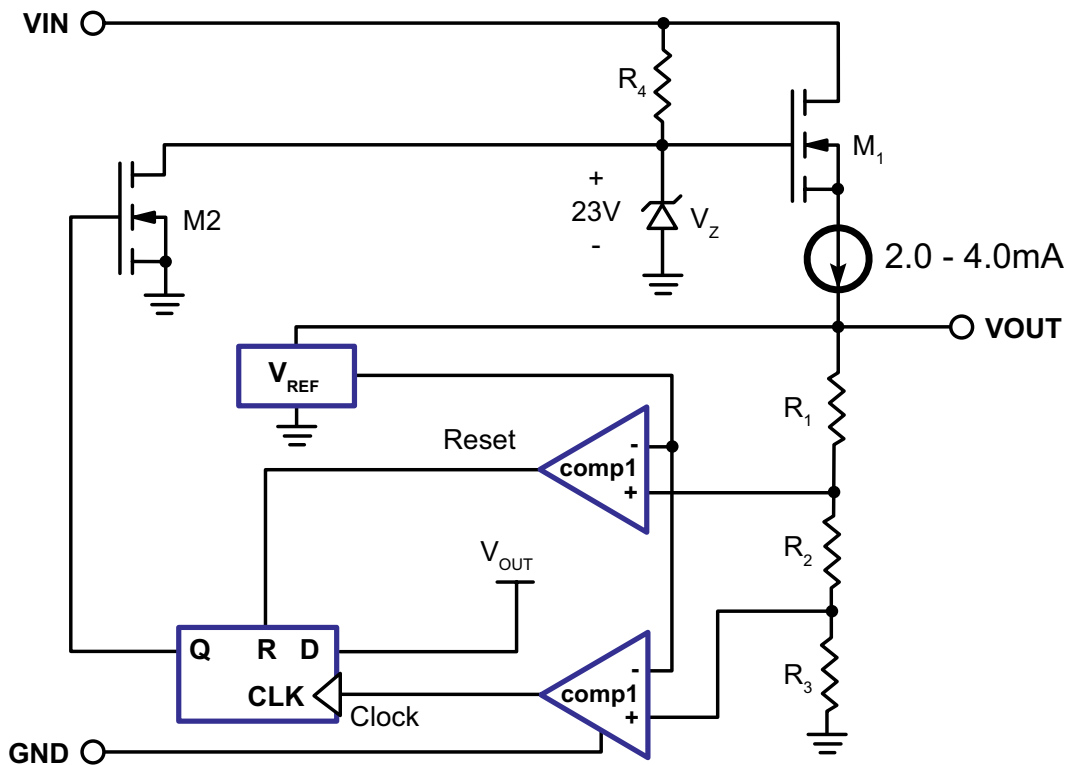 VIN
R4
M1
M2
+
23V
-
VZ
2.0 - 4.0mA
VOUT
VREF
R1
Reset
-
comp1
+
R2
VOUT
Q R D
-
R3
comp1
CLK
+
Clock
GND